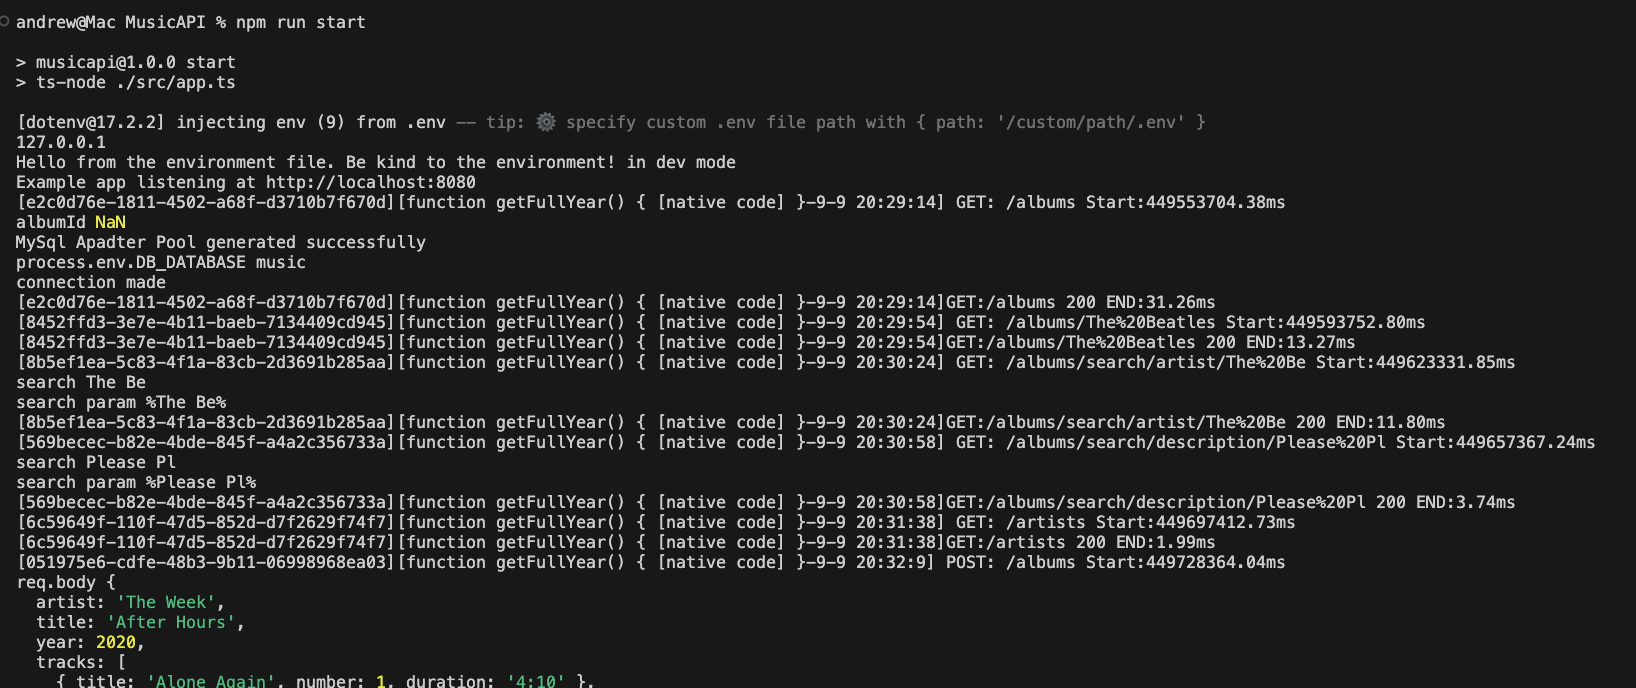 andrew@Mac MusicAPI % npm run start
> musicapi@1.0.0 start
> ts-node ./src/app.ts
[dotenv@17.2.2] injecting env (9) from .env -- tip: ⚙️ specify custom .env file path with { path: '/custom/path/.env' }
127.0.0.1
Hello from the environment file. Be kind to the environment! in dev mode
Example app listening at http://localhost:8080
[e2c0d76e-1811-4502-a68f-d3710b7f670d][function getFullYear() { [native code] }-9-9 20:29:14] GET: /albums Start:449553704.38ms
albumId NaN
MySql Apadter Pool generated successfully
process.env.DB_DATABASE music
connection made
[e2c0d76e-1811-4502-a68f-d3710b7f670d][function getFullYear() { [native code] }-9-9 20:29:14]GET:/albums 200 END:31.26ms
[8452ffd3-3e7e-4b11-baeb-7134409cd945][function getFullYear() { [native code] }-9-9 20:29:54] GET: /albums/The%20Beatles Start:449593752.80ms
[8452ffd3-3e7e-4b11-baeb-7134409cd945][function getFullYear() { [native code] }-9-9 20:29:54]GET:/albums/The%20Beatles 200 END:13.27ms
[8b5ef1ea-5c83-4f1a-83cb-2d3691b285aa][function getFullYear() { [native code] }-9-9 20:30:24] GET: /albums/search/artist/The%20Be Start:449623331.85ms
search The Be
search param %The Be%
[8b5ef1ea-5c83-4f1a-83cb-2d3691b285aa][function getFullYear() { [native code] }-9-9 20:30:24]GET:/albums/search/artist/The%20Be 200 END:11.80ms
[569becec-b82e-4bde-845f-a4a2c356733a][function getFullYear() { [native code] }-9-9 20:30:58] GET: /albums/search/description/Please%20Pl Start:449657367.24ms
search Please Pl
search param %Please Pl%
[569becec-b82e-4bde-845f-a4a2c356733a][function getFullYear() { [native code] }-9-9 20:30:58]GET:/albums/search/description/Please%20Pl 200 END:3.74ms
[6c59649f-110f-47d5-852d-d7f2629f74f7][function getFullYear() { [native code] }-9-9 20:31:38] GET: /artists Start:449697412.73ms
[6c59649f-110f-47d5-852d-d7f2629f74f7][function getFullYear() { [native code] }-9-9 20:31:38]GET:/artists 200 END:1.99ms
[051975e6-cdfe-48b3-9b11-06998968ea03][function getFullYear() { [native code] }-9-9 20:32:9] POST: /albums Start:449728364.04ms
req.body {
  artist: 'The Week',
  title: 'After Hours',
  year: 2020,
  tracks: [
    { title: 'Alone Again', number: 1, duration: '4:10' },